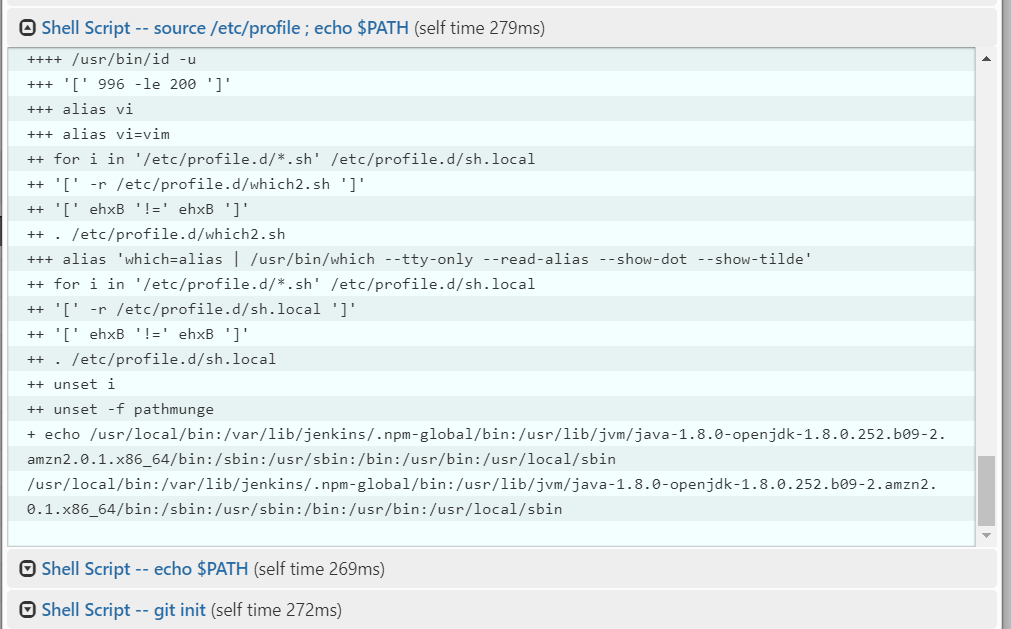 Shell Script -- source /etc/profile ; echo $PATH (self time 279ms)
++++ /usr/bin/id -u
+++ '[' 996 -le 200 ']'
+++ alias vi
+++ alias vi=vim
++ for i in '/etc/profile.d/*.sh' /etc/profile.d/sh.local
++ '[' -r /etc/profile.d/which2.sh ']'
++ '[' ehxB '!=' ehxB ']'
++ . /etc/profile.d/which2.sh
+++ alias 'which=alias | /usr/bin/which --tty-only --read-alias --show-dot --show-tilde'
++ for i in '/etc/profile.d/*.sh' /etc/profile.d/sh.local
++ '[' -r /etc/profile.d/sh.local ']'
++ '[' ehxB '!=' ehxB ']'
++ . /etc/profile.d/sh.local
++ unset i
++ unset -f pathmunge
+ echo /usr/local/bin:/var/lib/jenkins/.npm-global/bin:/usr/lib/jvm/java-1.8.0-openjdk-1.8.0.252.b09-2.
amzn2.0.1.x86_64/bin:/sbin:/usr/sbin:/bin:/usr/bin:/usr/local/sbin
/usr/local/bin:/var/lib/jenkins/.npm-global/bin:/usr/lib/jvm/java-1.8.0-openjdk-1.8.0.252.b09-2.amzn2.
0.1.x86_64/bin:/sbin:/usr/sbin:/bin:/usr/bin:/usr/local/sbin
Shell Script -- echo $PATH (self time 269ms)
Shell Script -- git init (self time 272ms)